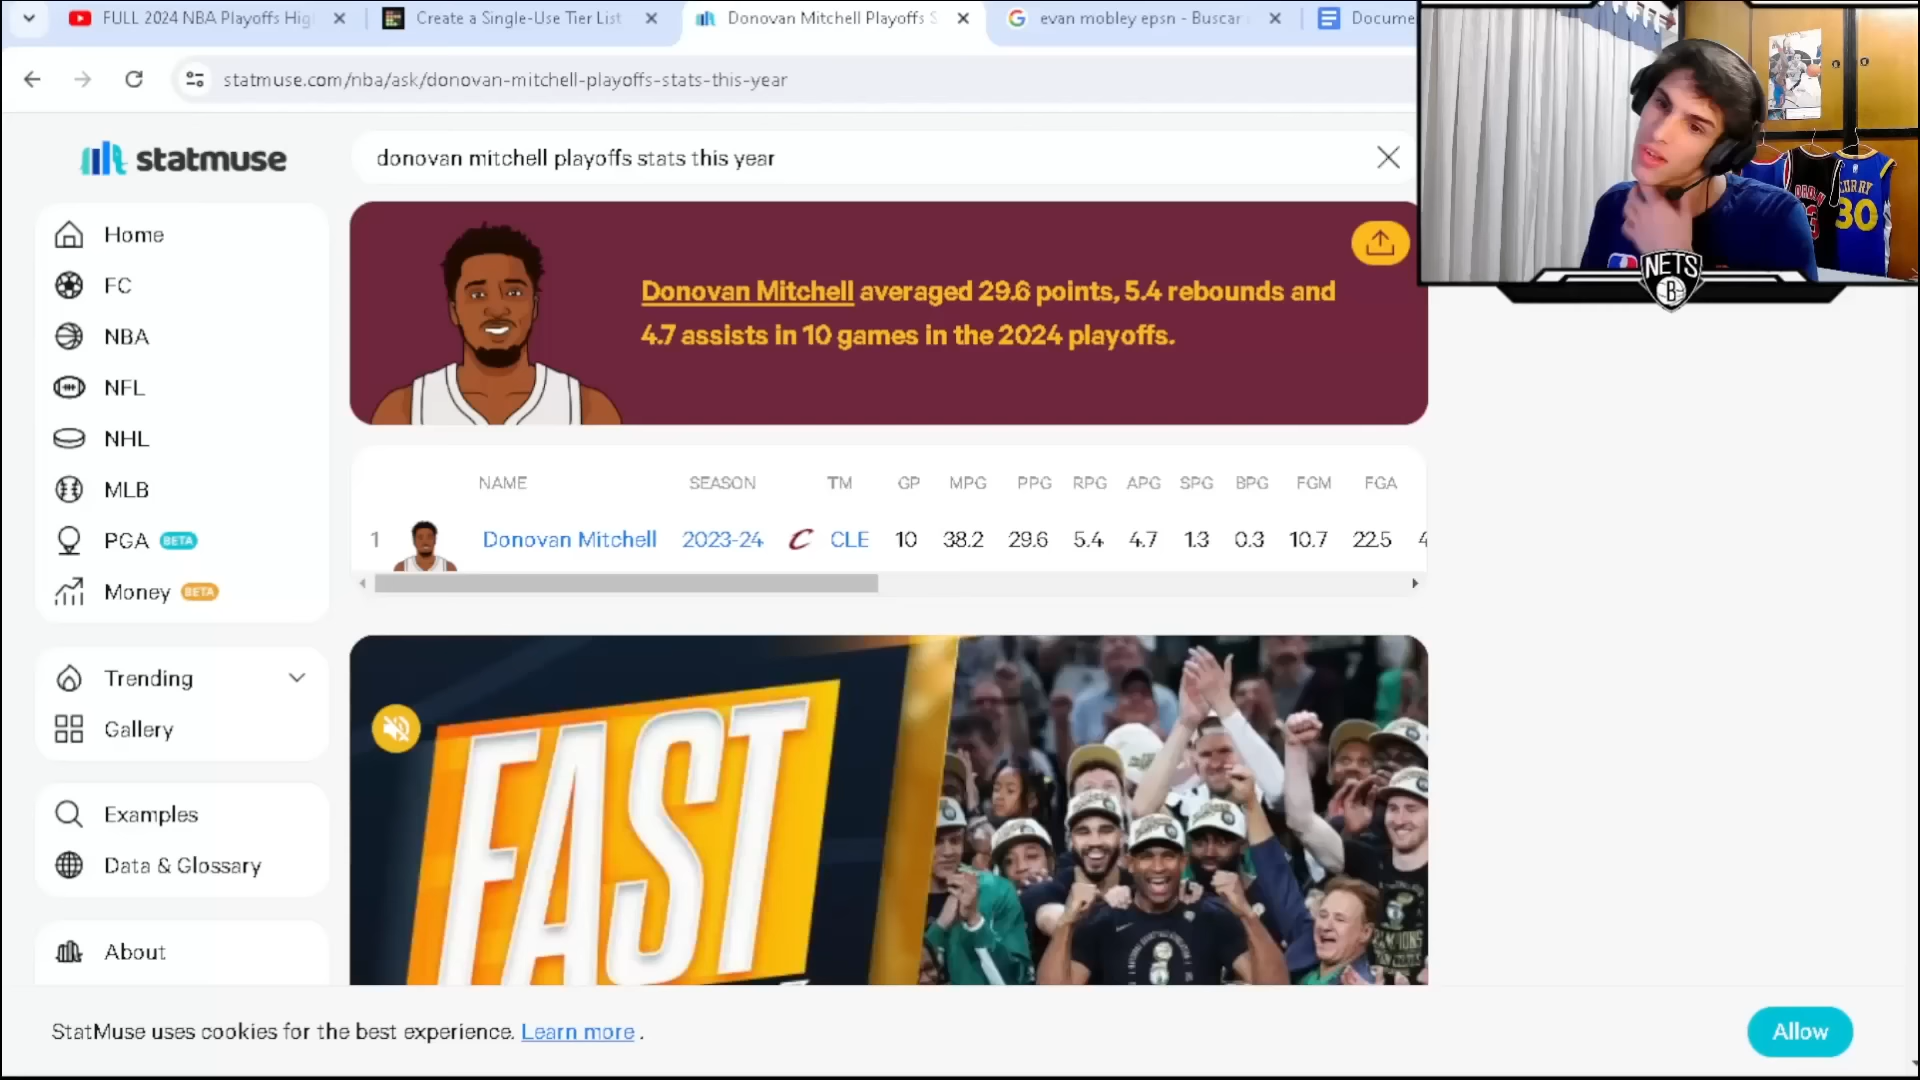 FULL 2024 NBA Playoffs Hig
Create a Single-Use Tier List
Donovan Mitchell Playoffs S
evan mobley epsn - Buscar
Docume
statmuse.com/nba/ask/donovan-mitchell-playoffs-stats-this-year
statmuse
donovan mitchell playoffs stats this year
Home
FC
NBA
NFL
NHL
MLB
PGA BETA
Money BETA
Trending
Gallery
Examples
Data & Glossary
About
Donovan Mitchell averaged 29.6 points, 5.4 rebounds and
4.7 assists in 10 games in the 2024 playoffs.
NAME SEASON TM GP MPG PPG RPG APG SPG BPG FGM FGA
1 Donovan Mitchell 2023-24 C CLE 10 38.2 29.6 5.4 4.7 1.3 0.3 10.7 22.5 4
EAST
CURRY
30
NETS
B
StatMuse uses cookies for the best experience. Learn more .
Allow